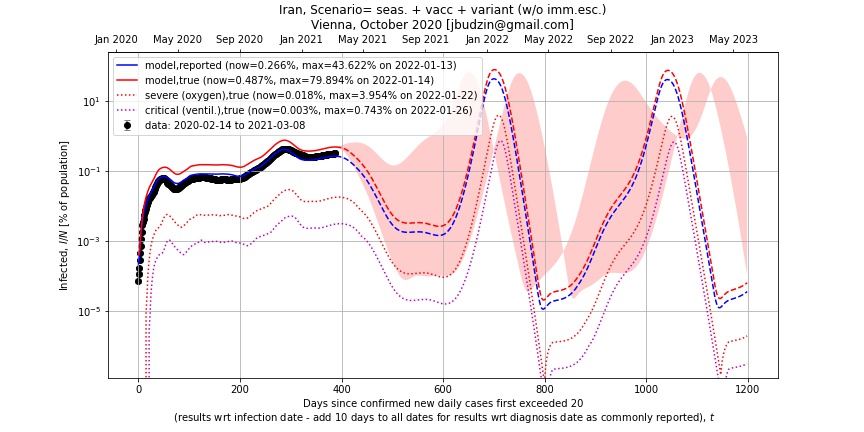 Iran, Scenario= seas. + vacc + variant (w/o imm.esc.)
Vienna, October 2020 [jbudzin@gmail.com]
Jan 2020 May 2020 Sep 2020 Jan 2021 May 2021 Sep 2021 Jan 2022 May 2022 Sep 2022 Jan 2023 May 2023
model,reported (now=0.266%, max=43.622% on 2022-01-13)
model,true (now=0.487%, max=79.894% on 2022-01-14)
severe (oxygen),true (now=0.018%, max=3.954% on 2022-01-22)
critical (ventil.),true (now=0.003%, max=0.743% on 2022-01-26)
data: 2020-02-14 to 2021-03-08
Infected, I/N [% of population]
10¹
10⁻¹
10⁻³
10⁻⁵
0 200 400 600 800 1000 1200
Days since confirmed new daily cases first exceeded 20
(results wrt infection date - add 10 days to all dates for results wrt diagnosis date as commonly reported), t